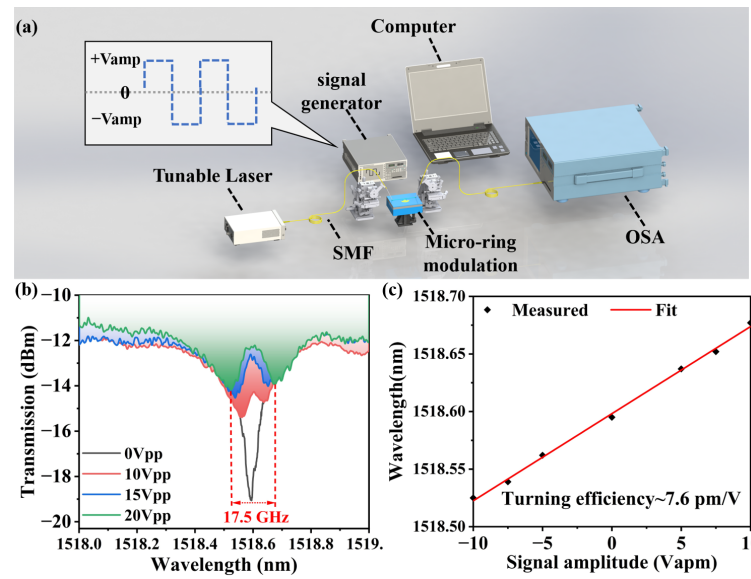 (a)
Computer
+Vamp
0
−Vamp
signal
generator
Tunable Laser
SMF
Micro-ring
modulation
OSA
(b)
−10
−12
−14
−16
−18
−20
Transmission (dBm)
0Vpp
10Vpp
15Vpp
20Vpp
17.5 GHz
1518.0
1518.2
1518.4
1518.6
1518.8
1519.
Wavelength (nm)
(c)
1518.70
1518.65
1518.60
1518.55
1518.50
Wavelength(nm)
Measured
Fit
Turning efficiency~7.6 pm/V
−10
−5
0
5
1
Signal amplitude (Vapm)